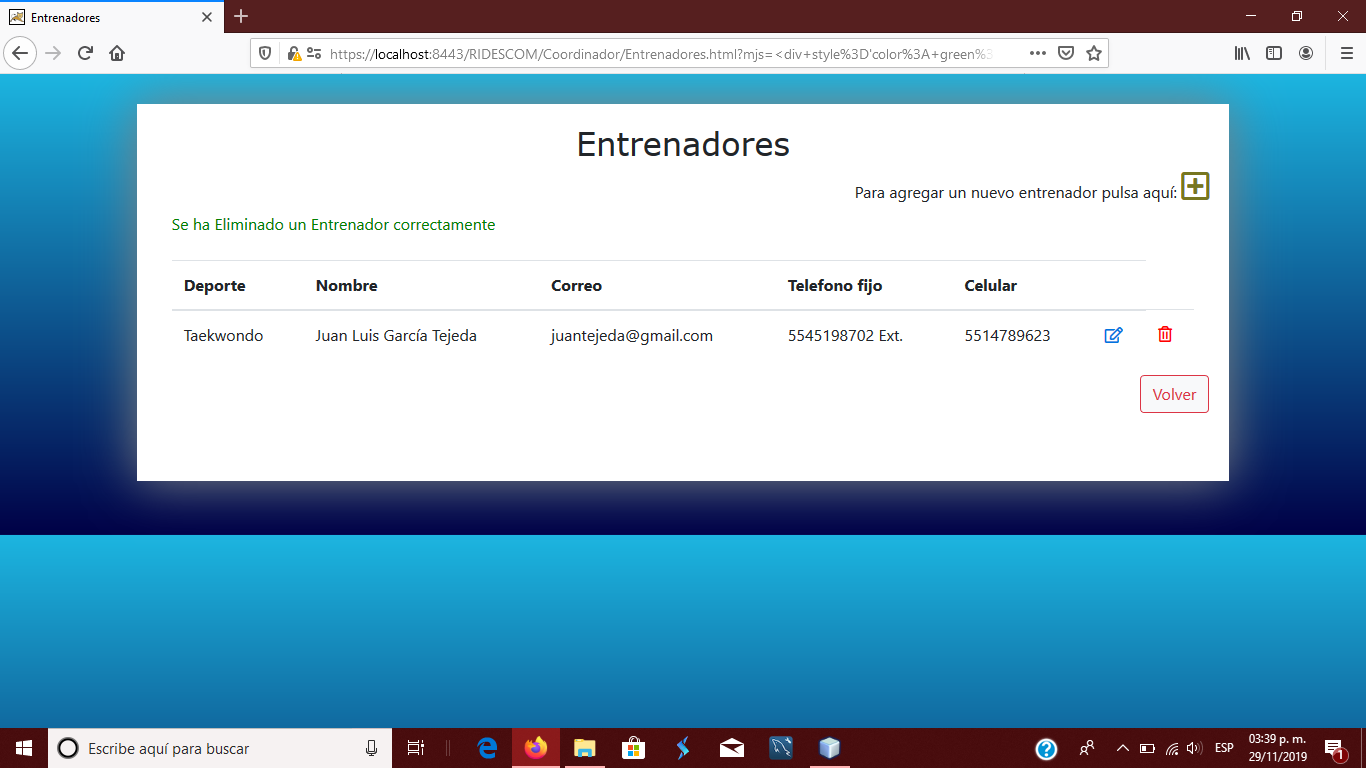 Entrenadores
https://localhost:8443/RIDESCOM/Coordinador/Entrenadores.html?mjs=<div+style%3D'color%3A+green%
Entrenadores
Para agregar un nuevo entrenador pulsa aquí:
Se ha Eliminado un Entrenador correctamente
Deporte Nombre Correo Telefono fijo Celular
Taekwondo Juan Luis García Tejeda juantejeda@gmail.com 5545198702 Ext. 5514789623
Volver
Escribe aquí para buscar
ESP
03:39 p. m.
29/11/2019
1